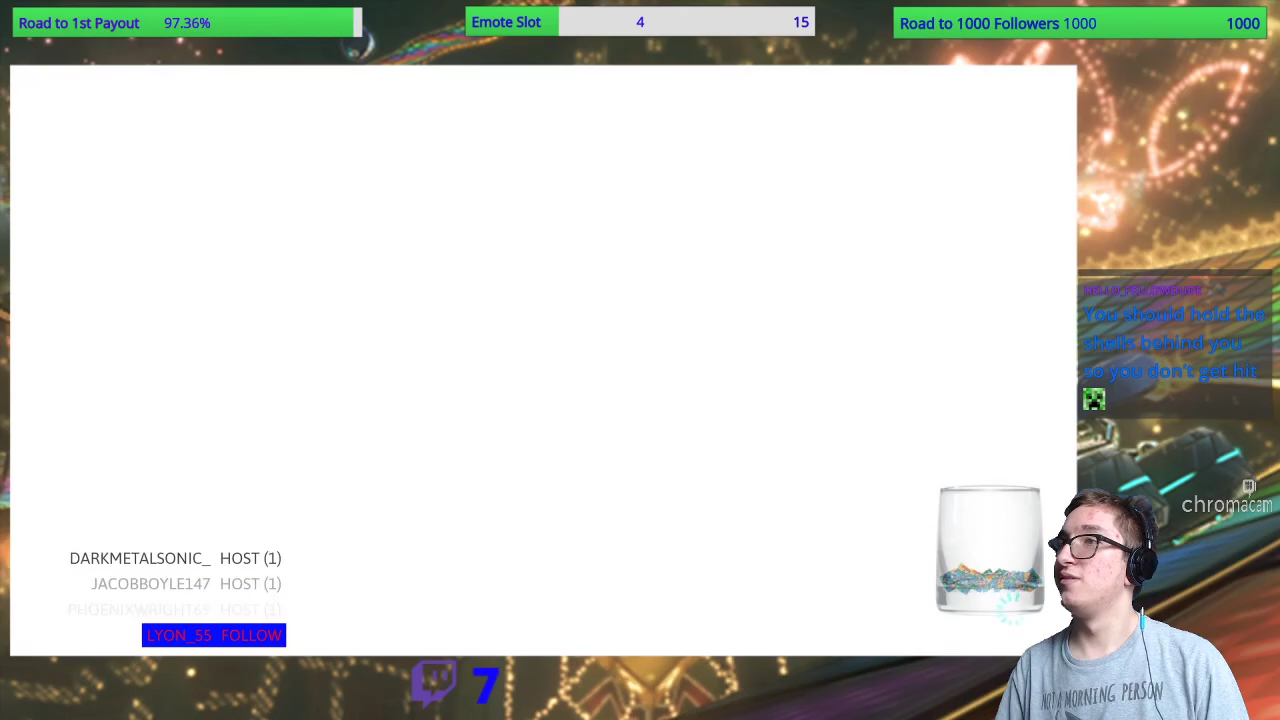 Road to 1st Payout 97.36%
Emote Slot 4 15
Road to 1000 Followers 1000 1000
You should hold the
shells behind you
so you don't get hit
chromacam
DARKMETALSONIC_ HOST (1)
JACOBBOYLE147 HOST (1)
HOST (1)
LYON_55 FOLLOW
7
NOT A MORNING PERSON